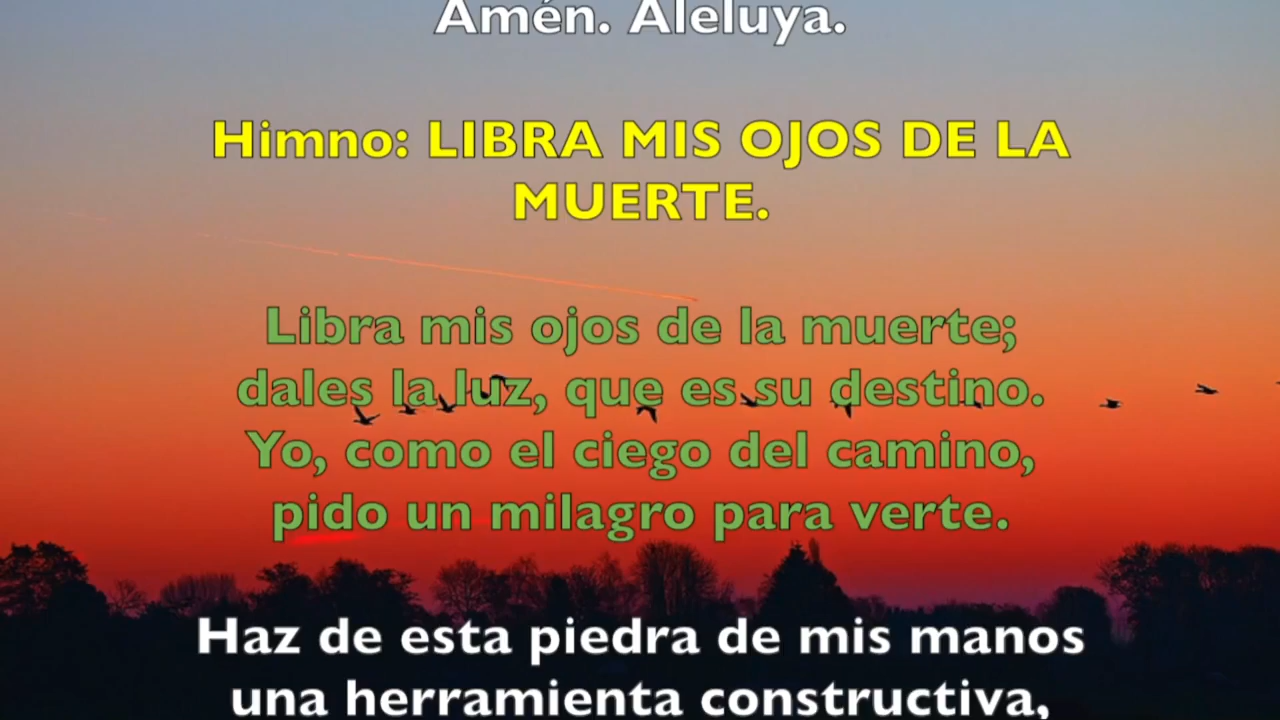 Amén. Aleluya.
Himno: LIBRA MIS OJOS DE LA
MUERTE.
Libra mis ojos de la muerte;
dales la luz, que es su destino.
Yo, como el ciego del camino,
pido un milagro para verte.
Haz de esta piedra de mis manos
una herramienta constructiva,